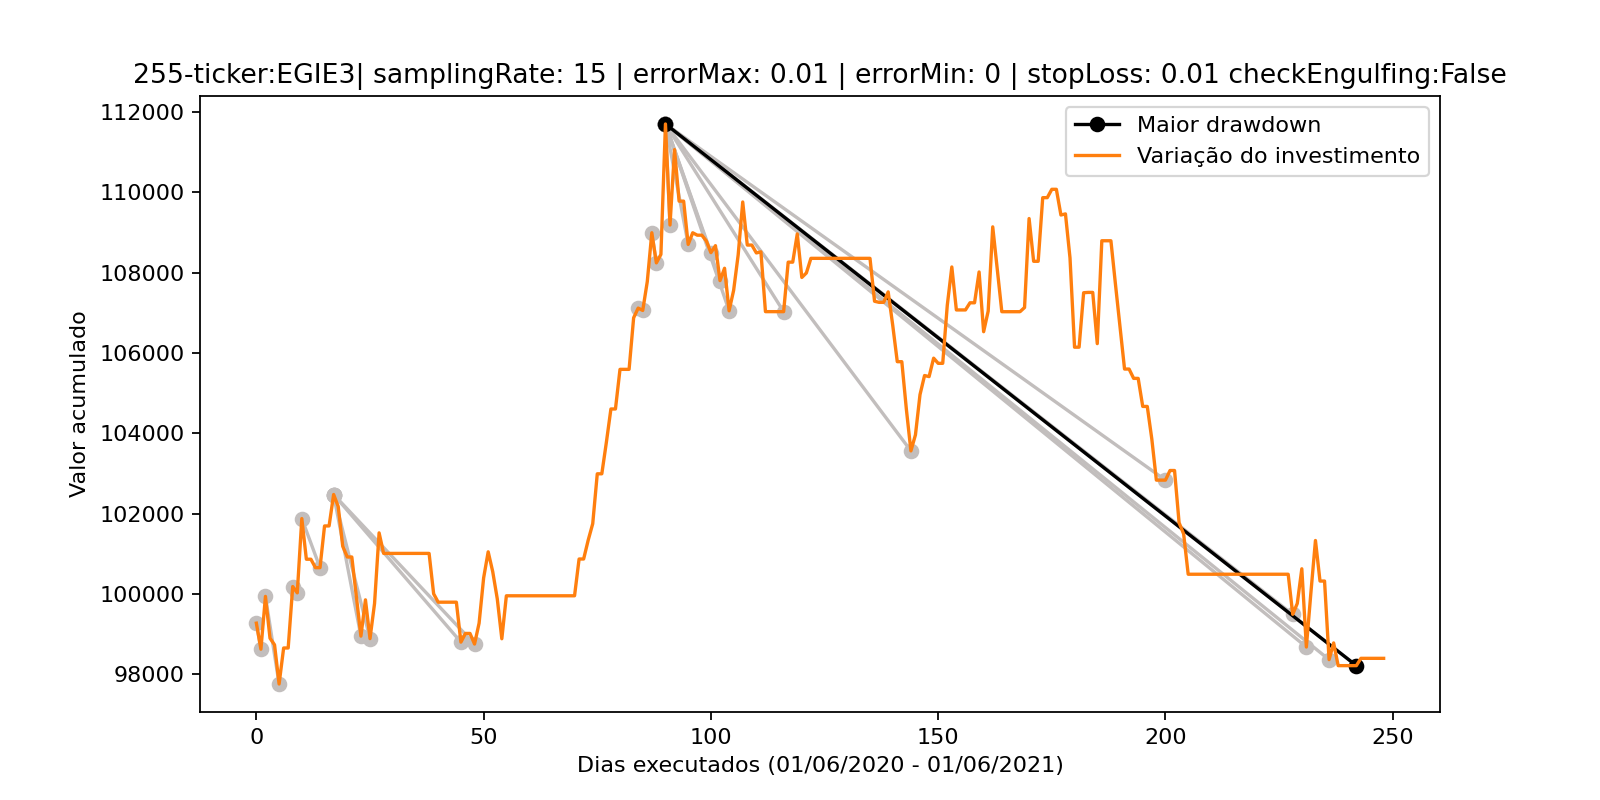 255-ticker:EGIE3| samplingRate: 15 | errorMax: 0.01 | errorMin: 0 | stopLoss: 0.01 checkEngulfing:False
Maior drawdown
Variação do investimento
Valor acumulado
112000
110000
108000
106000
104000
102000
100000
98000
0 50 100 150 200 250
Dias executados (01/06/2020 - 01/06/2021)